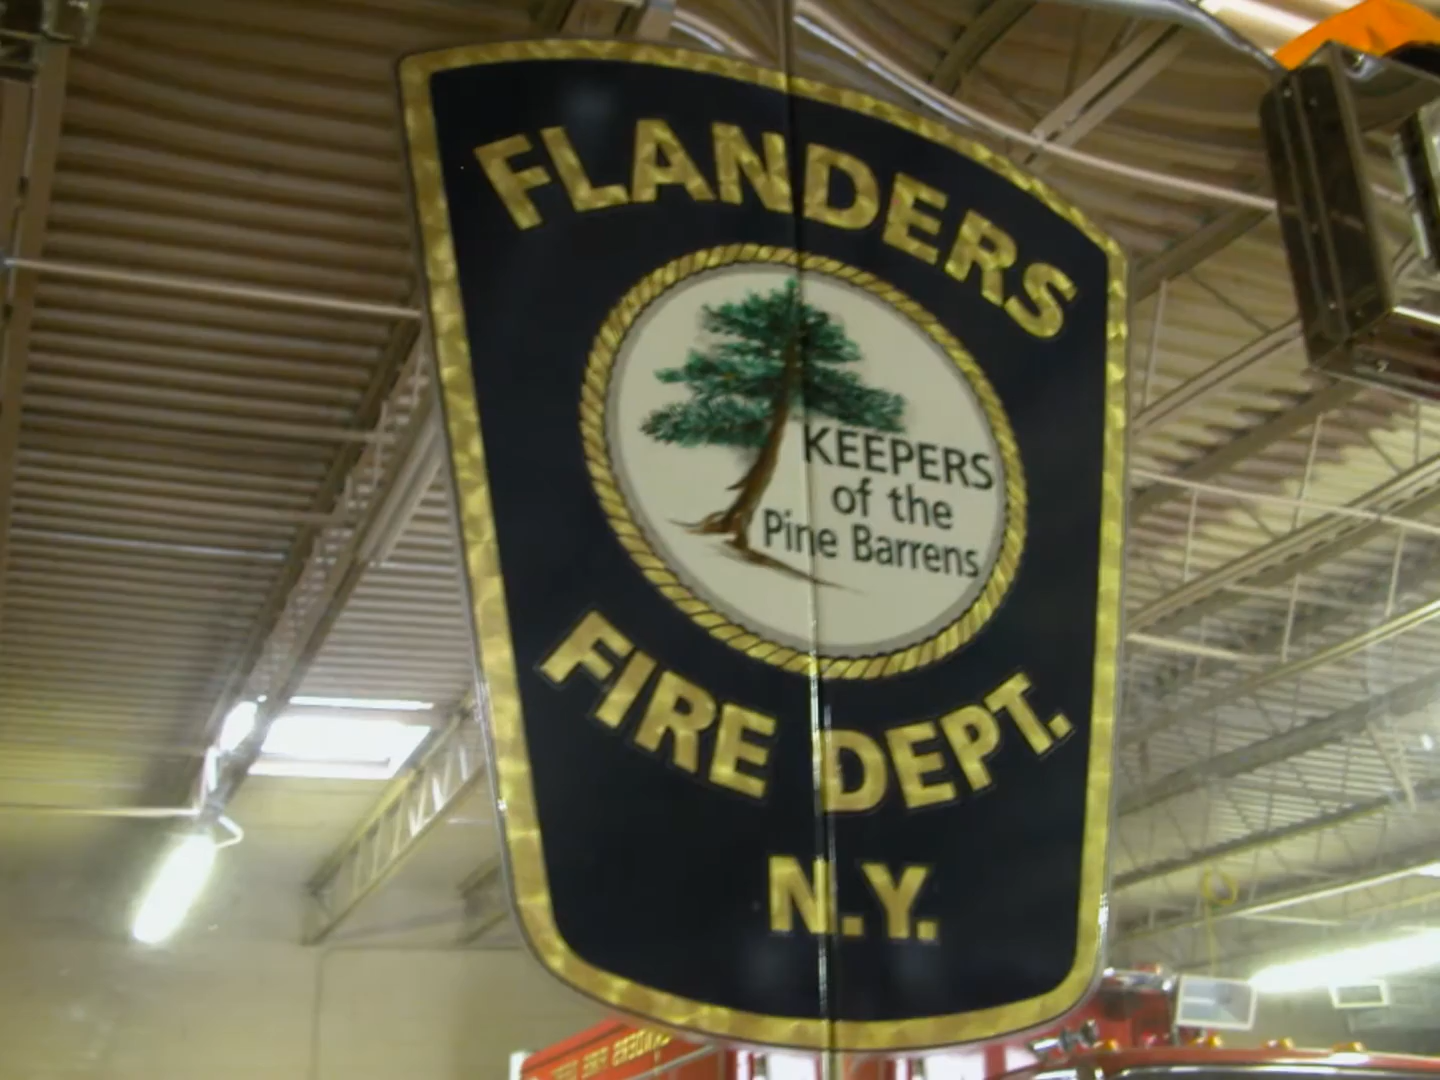 FLANDERS
KEEPERS
of the
Pine Barrens
FIRE DEPT.
N.Y.